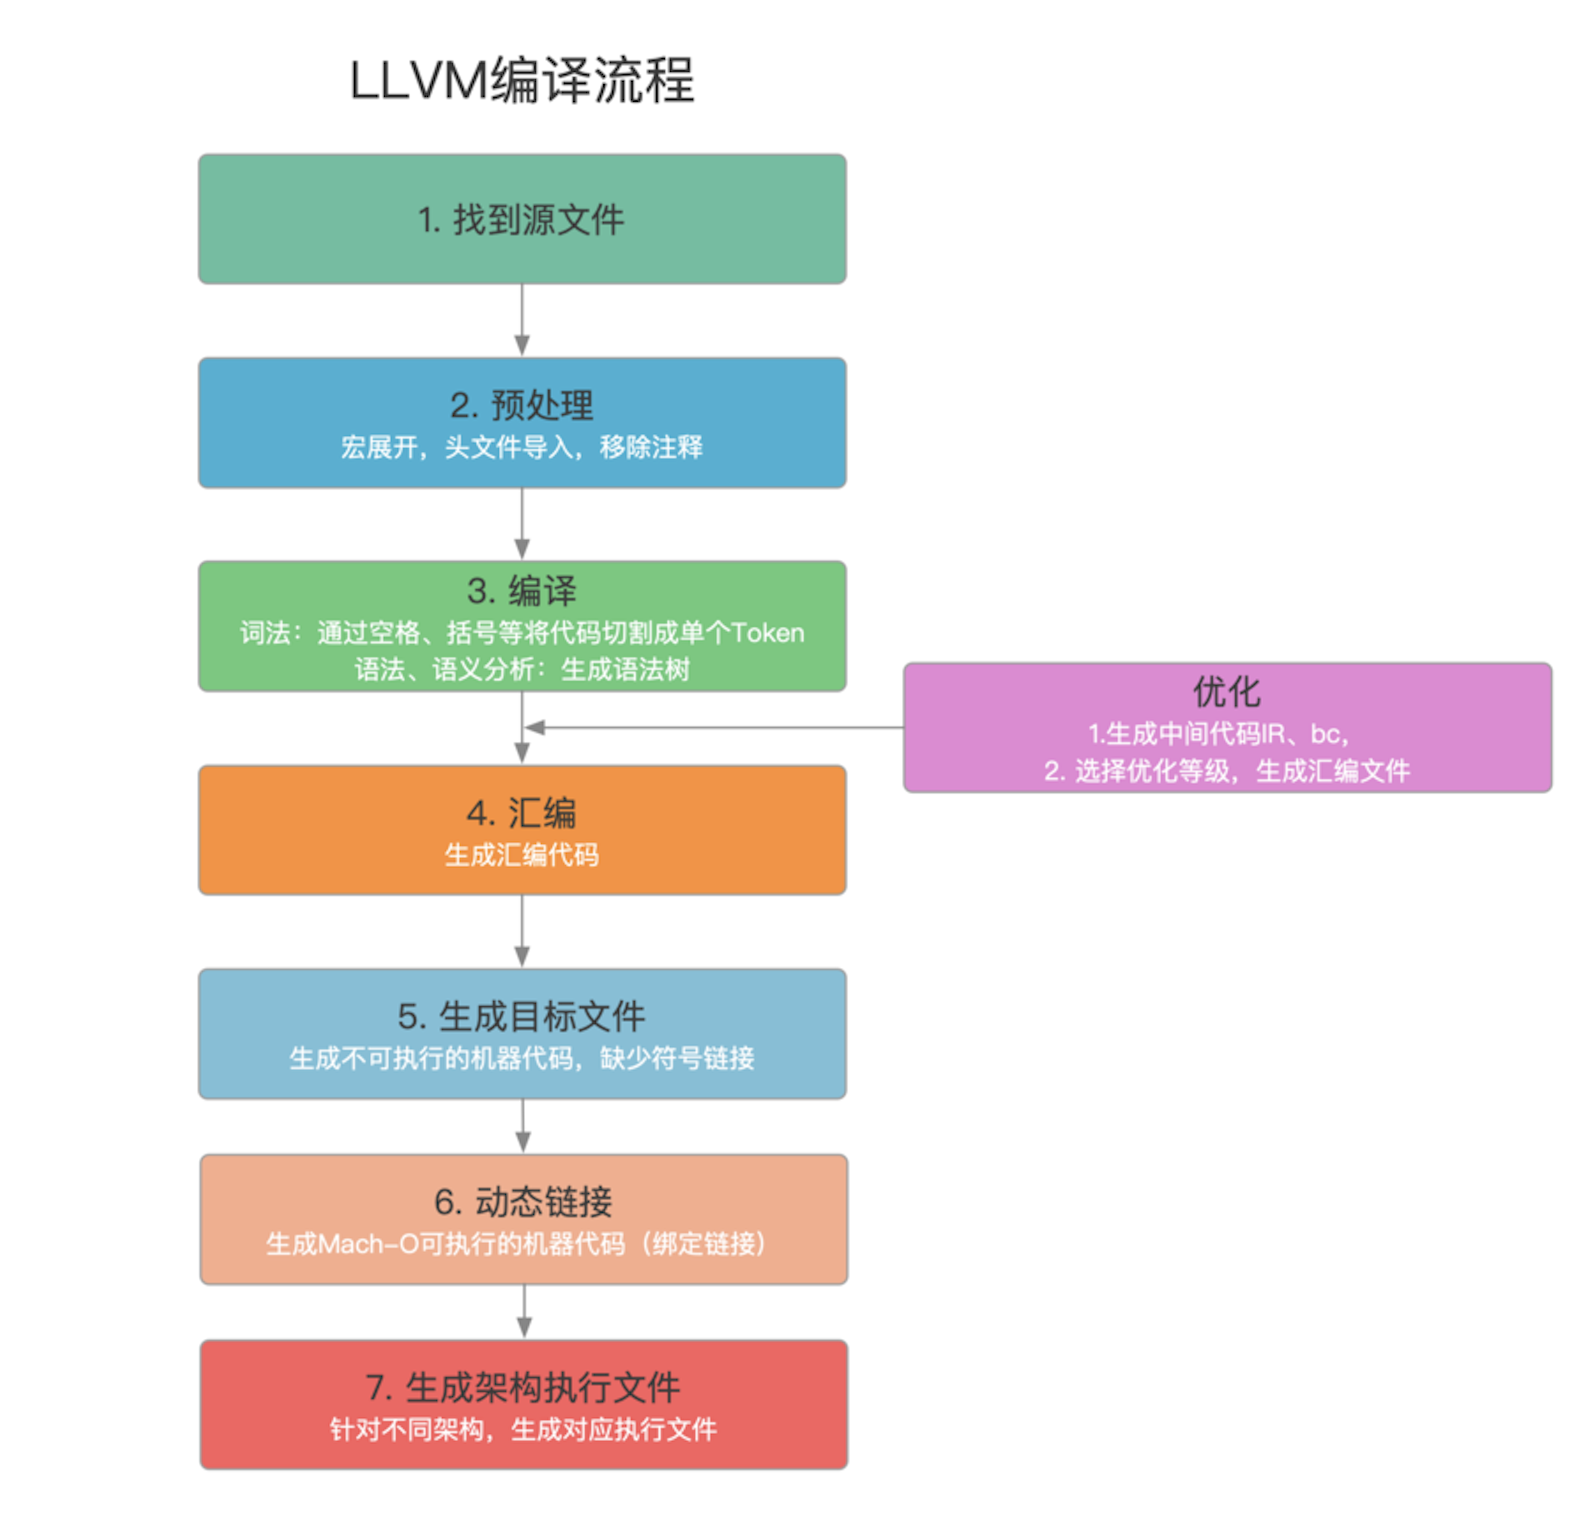 LLVM编译流程
1. 找到源文件
2. 预处理
宏展开，头文件导入，移除注释
3. 编译
词法：通过空格、括号等将代码切割成单个Token
语法、语义分析：生成语法树
优化
1.生成中间代码IR、bc，
2. 选择优化等级，生成汇编文件
4. 汇编
生成汇编代码
5. 生成目标文件
生成不可执行的机器代码，缺少符号链接
6. 动态链接
生成Mach-O可执行的机器代码（绑定链接）
7. 生成架构执行文件
针对不同架构，生成对应执行文件